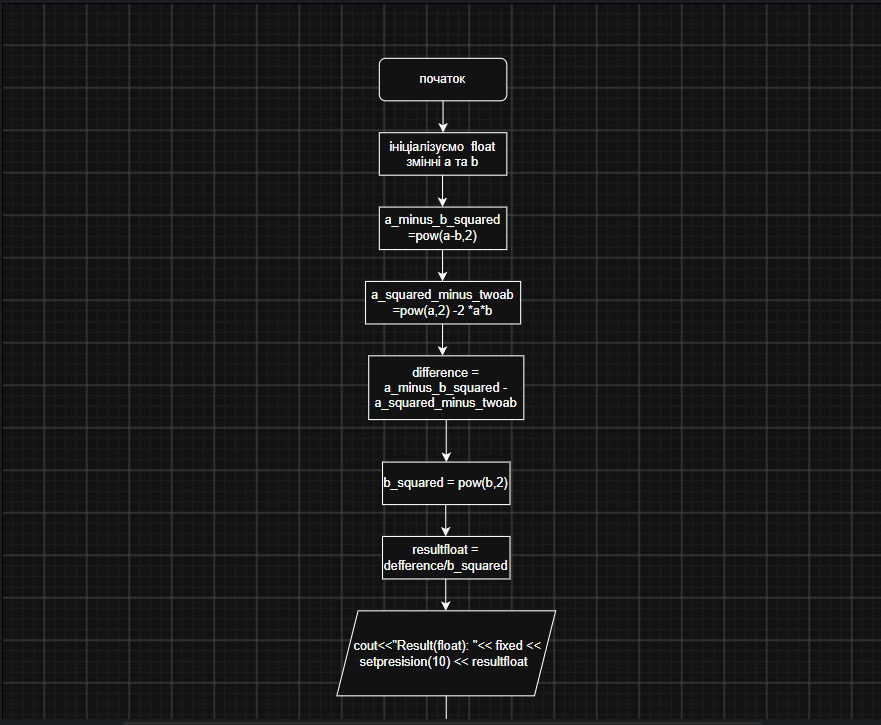 початок
ініціалізуємо float
змінні а та b
a_minus_b_squared
=pow(a-b,2)
a_squared_minus_twoab
=pow(a,2) -2 *a*b
difference =
a_minus_b_squared -
a_squared_minus_twoab
b_squared = pow(b,2)
resultfloat =
defference/b_squared
cout<<"Result(float): "<< fixed <<
setpresision(10) << resultfloat